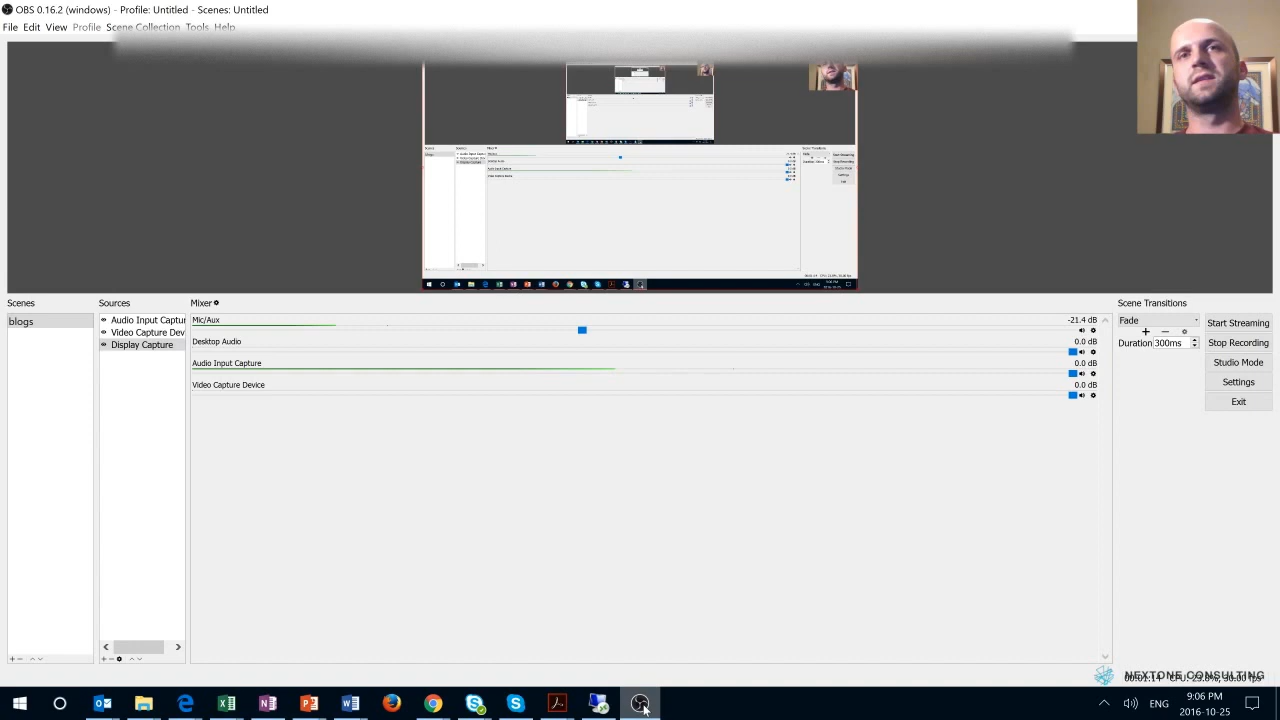 OBS 0.16.2 (windows) - Profile: Untitled - Scenes: Untitled
File Edit View Profile Scene Collection Tools Help
Scenes
blogs
Sources
Audio Input Captur
Video Capture Dev
Display Capture
Mixer
Mic/Aux
-21.4 dB
Desktop Audio
0.0 dB
Audio Input Capture
0.0 dB
Video Capture Device
0.0 dB
Scene Transitions
Fade
Duration 300ms
Start Streaming
Stop Recording
Studio Mode
Settings
Exit
NEXTONE CONSULTING
ENG
9:06 PM
2016-10-25